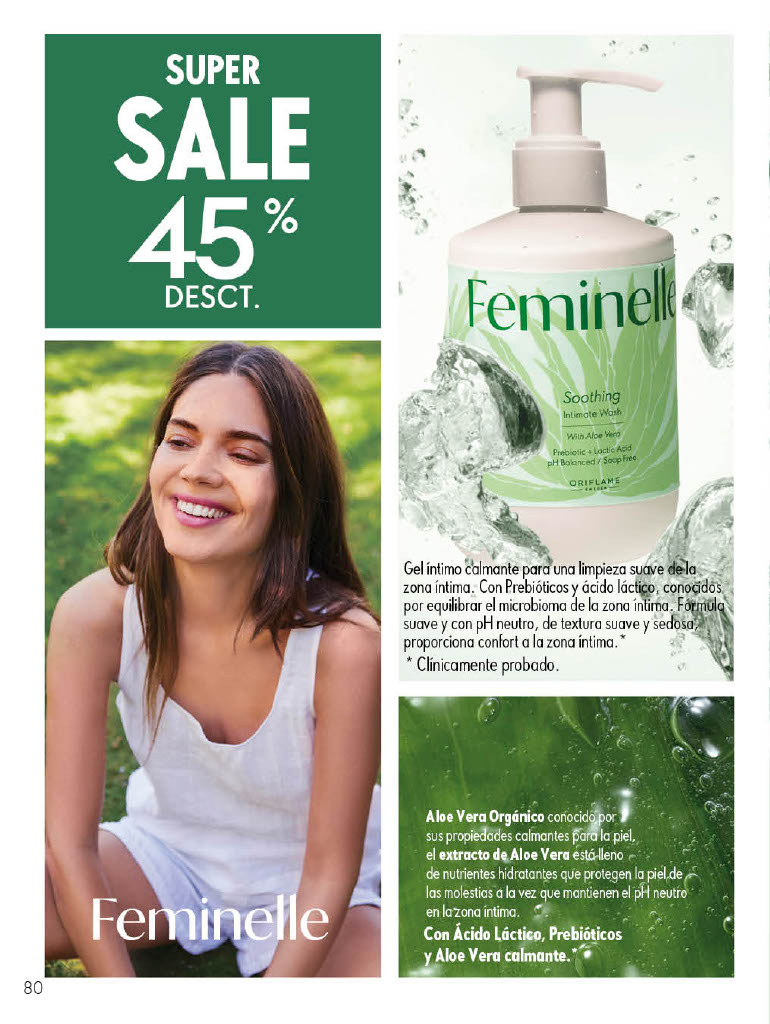 SUPER
SALE
45%
DESCT.
Feminelle
Soothing
Intimate Wash
With Aloe Vera
Prebiotic + Lactic Acid
pH Balanced / Soap Free
ORIFLAME
SWEDEN
Gel íntimo calmante para una limpieza suave de la
zona íntima. Con Prebióticos y ácido láctico, conocidos
por equilibrar el microbioma de la zona íntima. Fórmula
suave y con pH neutro, de textura suave y sedosa,
proporciona confort a la zona íntima.*
* Clínicamente probado.
Feminelle
Aloe Vera Orgánico conocido por
sus propiedades calmantes para la piel,
el extracto de Aloe Vera está lleno
de nutrientes hidratantes que protegen la piel de
las molestias a la vez que mantienen el pH neutro
en la zona íntima.
Con Ácido Láctico, Prebióticos
y Aloe Vera calmante.*
80